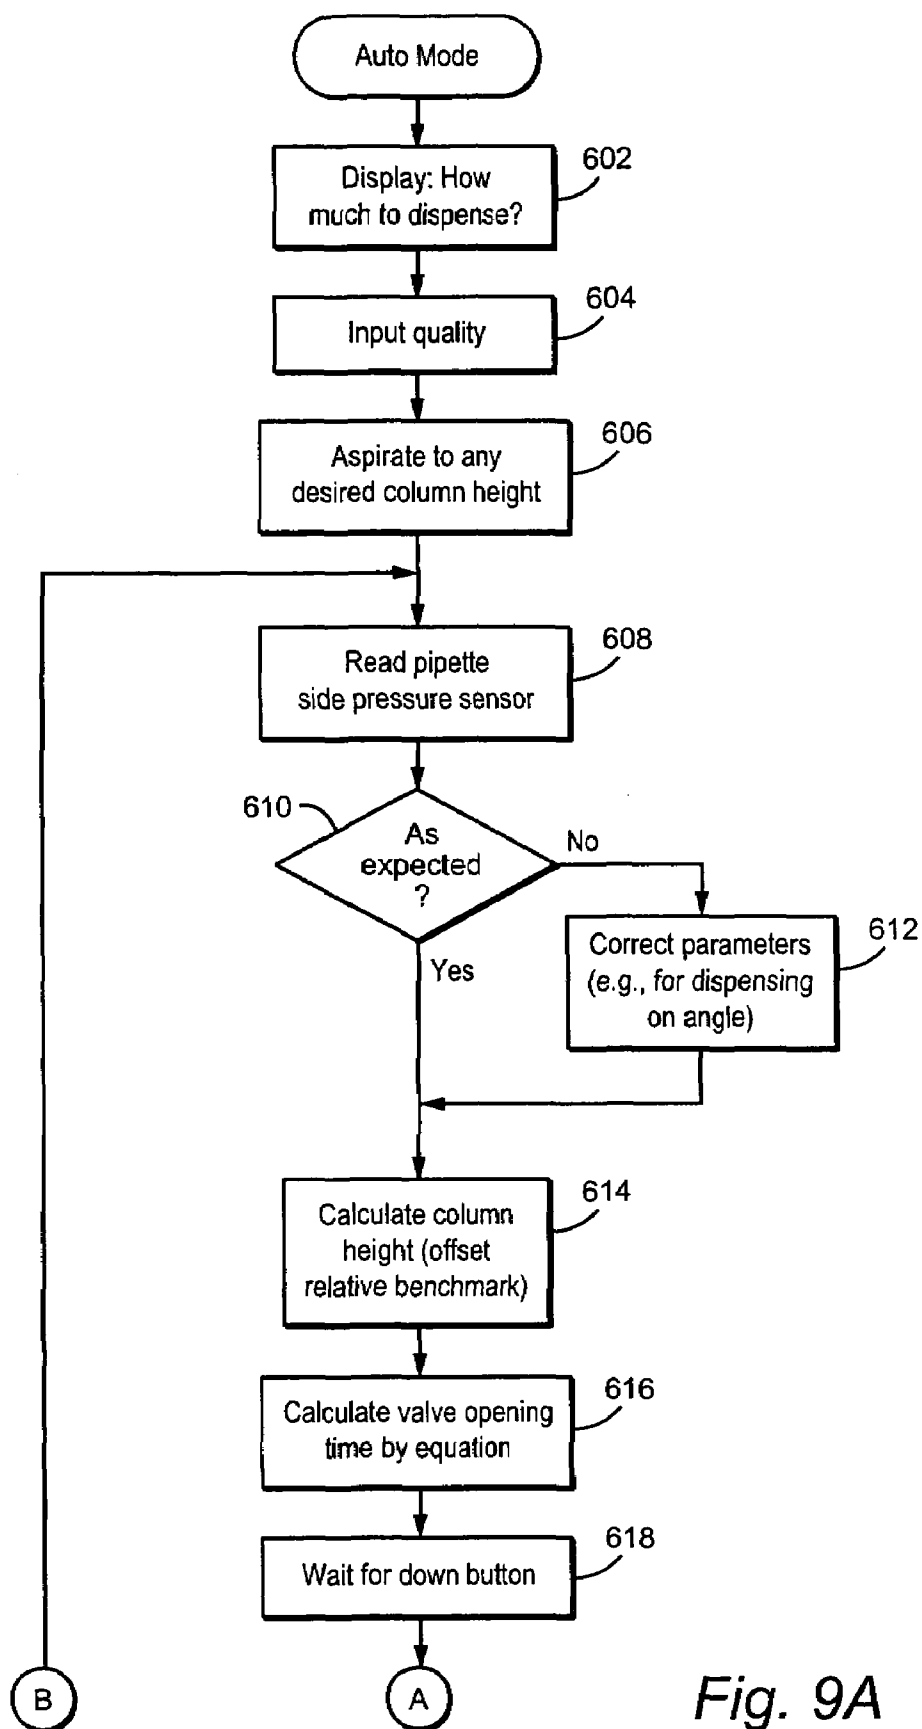 Auto Mode
602
Display: How
much to dispense?
604
Input quality
606
Aspirate to any
desired column height
608
Read pipette
side pressure sensor
610
As
expected
?
No
Yes
612
Correct parameters
(e.g., for dispensing
on angle)
614
Calculate column
height (offset
relative benchmark)
616
Calculate valve opening
time by equation
618
Wait for down button
B
A
Fig. 9A